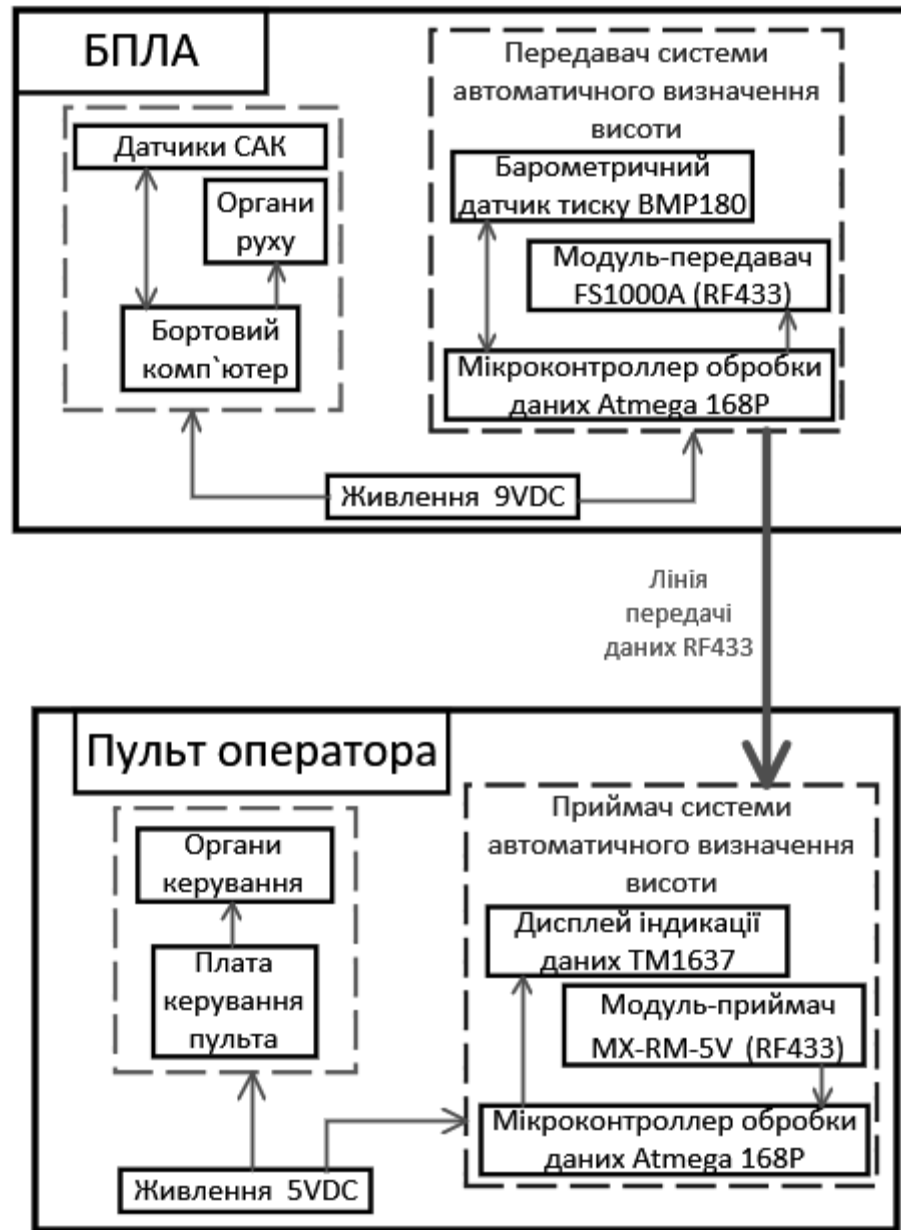 БПЛА
Передавач системи
автоматичного визначення
висоти
Датчики САК
Органи
руху
Бортовий
комп`ютер
Барометричний
датчик тиску BMP180
Модуль-передавач
FS1000A (RF433)
Мікроконтроллер обробки
даних Atmega 168P
Живлення 9VDC
Лінія
передачі
даних RF433
Пульт оператора
Органи
керування
Плата
керування
пульта
Приймач системи
автоматичного визначення
висоти
Дисплей індикації
даних TM1637
Модуль-приймач
MX-RM-5V (RF433)
Мікроконтроллер обробки
даних Atmega 168P
Живлення 5VDC